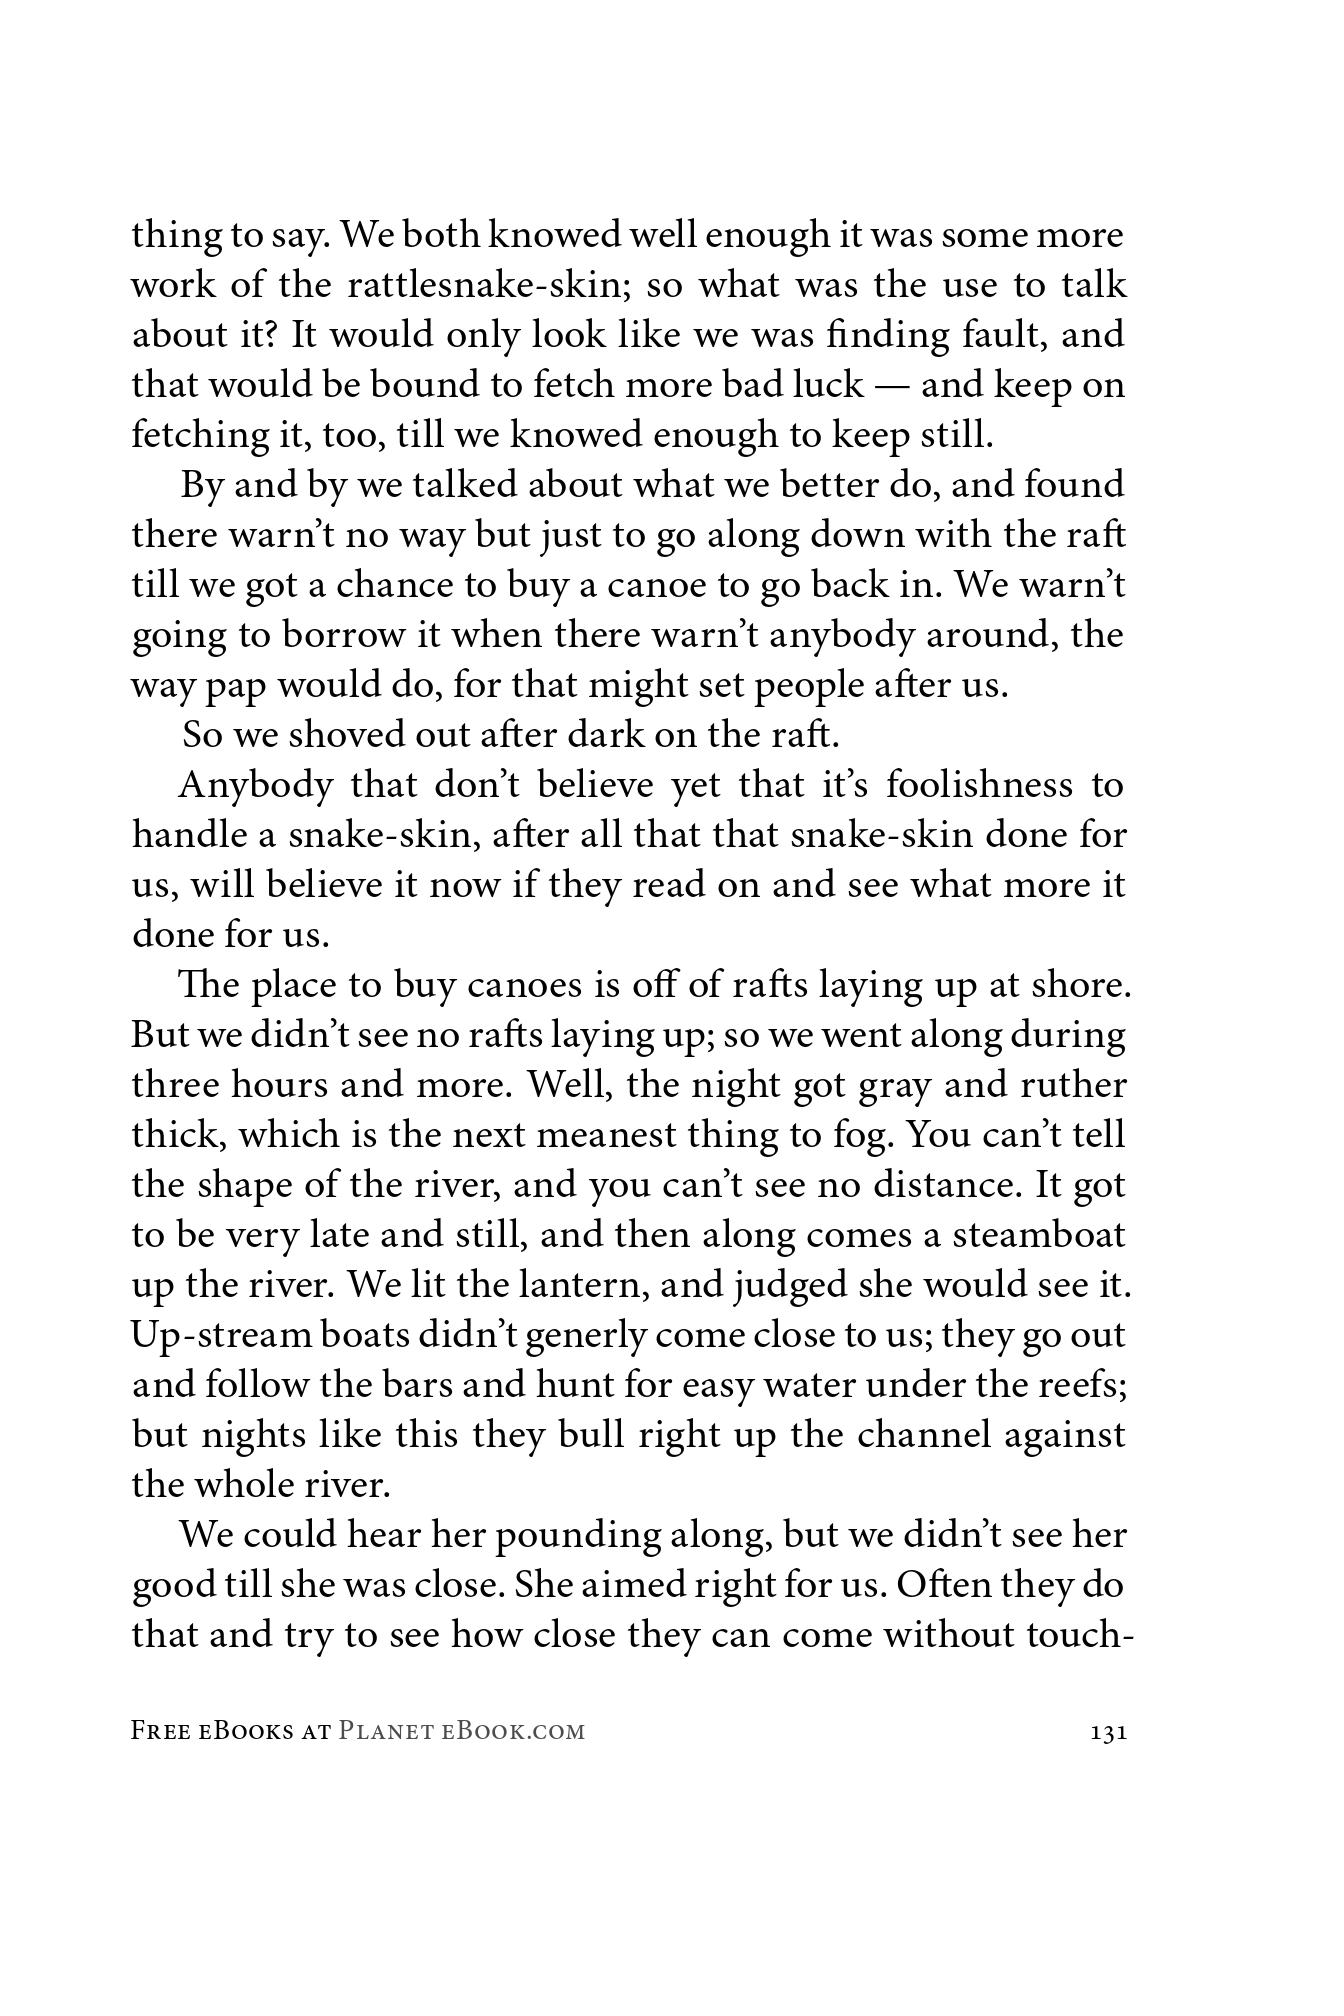 thing to say. We both knowed well enough it was some more
work of the rattlesnake-skin; so what was the use to talk
about it? It would only look like we was finding fault, and
that would be bound to fetch more bad luck — and keep on
fetching it, too, till we knowed enough to keep still.
By and by we talked about what we better do, and found
there warn’t no way but just to go along down with the raft
till we got a chance to buy a canoe to go back in. We warn’t
going to borrow it when there warn’t anybody around, the
way pap would do, for that might set people after us.
So we shoved out after dark on the raft.
Anybody that don’t believe yet that it’s foolishness to
handle a snake-skin, after all that that snake-skin done for
us, will believe it now if they read on and see what more it
done for us.
The place to buy canoes is off of rafts laying up at shore.
But we didn’t see no rafts laying up; so we went along during
three hours and more. Well, the night got gray and ruther
thick, which is the next meanest thing to fog. You can’t tell
the shape of the river, and you can’t see no distance. It got
to be very late and still, and then along comes a steamboat
up the river. We lit the lantern, and judged she would see it.
Up-stream boats didn’t generly come close to us; they go out
and follow the bars and hunt for easy water under the reefs;
but nights like this they bull right up the channel against
the whole river.
We could hear her pounding along, but we didn’t see her
good till she was close. She aimed right for us. Often they do
that and try to see how close they can come without touch-
Free eBooks at Planet eBook.com 131